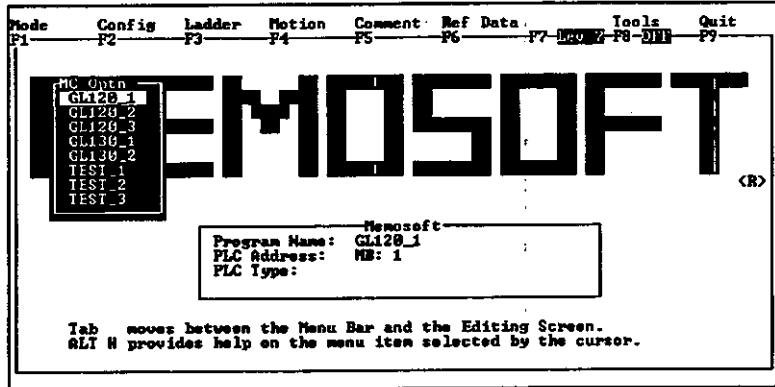 Mode Config Ladder Motion Comment Ref Data Tools Quit
F1 F2 F3 F4 F5 F6 F7 Lev 2 F8 OFF F9
MC Optn
GL120_1
GL120_2
GL120_3
GL130_1
GL130_2
TEST_1
TEST_2
TEST_3
MEMOSOFT
<R>
Memosoft
Program Name: GL120_1
PLC Address: MB: 1
PLC Type:
Tab moves between the Menu Bar and the Editing Screen.
ALT H provides help on the menu item selected by the cursor.